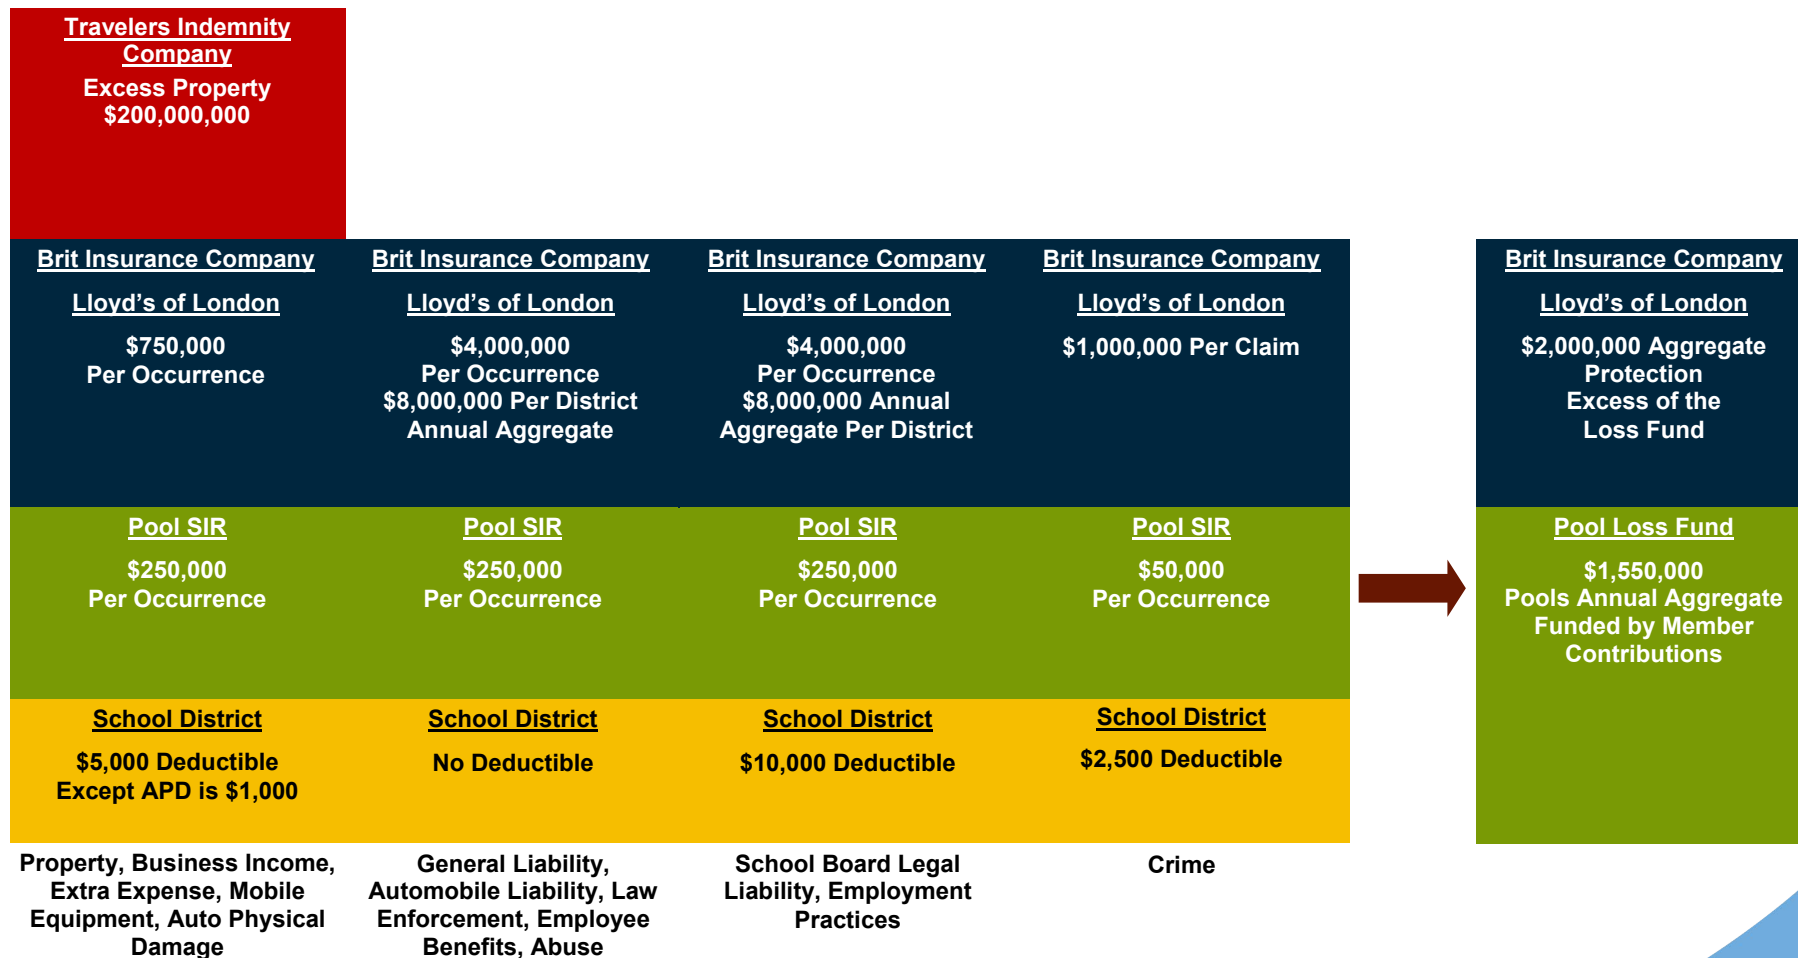 Travelers Indemnity
Company
Excess Property
$200,000,000
Brit Insurance Company
Lloyd’s of London
$750,000
Per Occurrence
Brit Insurance Company
Lloyd’s of London
$4,000,000
Per Occurrence
$8,000,000 Per District
Annual Aggregate
Brit Insurance Company
Lloyd’s of London
$4,000,000
Per Occurrence
$8,000,000 Annual
Aggregate Per District
Brit Insurance Company
Lloyd’s of London
$1,000,000 Per Claim
Brit Insurance Company
Lloyd’s of London
$2,000,000 Aggregate
Protection
Excess of the
Loss Fund
Pool SIR
$250,000
Per Occurrence
Pool SIR
$250,000
Per Occurrence
Pool SIR
$250,000
Per Occurrence
Pool SIR
$50,000
Per Occurrence
Pool Loss Fund
$1,550,000
Pools Annual Aggregate
Funded by Member
Contributions
School District
$5,000 Deductible
Except APD is $1,000
School District
No Deductible
School District
$10,000 Deductible
School District
$2,500 Deductible
Property, Business Income,
Extra Expense, Mobile
Equipment, Auto Physical
Damage
General Liability,
Automobile Liability, Law
Enforcement, Employee
Benefits, Abuse
School Board Legal
Liability, Employment
Practices
Crime